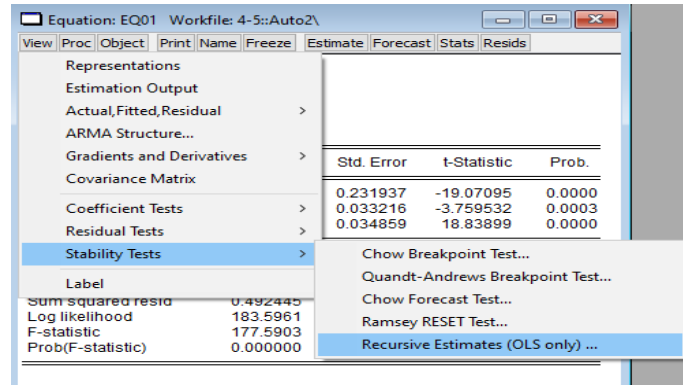 Equation: EQ01 Workfile: 4-5::Auto2\
View Proc Object Print Name Freeze Estimate Forecast Stats Resids
Representations
Estimation Output
Actual,Fitted,Residual >
ARMA Structure...
Gradients and Derivatives >
Covariance Matrix
Std. Error t-Statistic Prob.
0.231937 -19.07095 0.0000
Coefficient Tests >
0.033216 -3.759532 0.0003
Residual Tests >
0.034859 18.83899 0.0000
Stability Tests >
Chow Breakpoint Test...
Quandt-Andrews Breakpoint Test...
Label
Chow Forecast Test...
Sum squared resid 0.492445
Ramsey RESET Test...
Log likelihood 183.5961
F-statistic 177.5903
Recursive Estimates (OLS only) ...
Prob(F-statistic) 0.000000